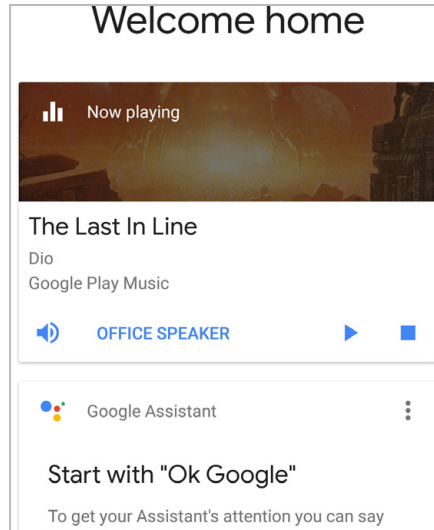 Welcome home
Now playing
The Last In Line
Dio
Google Play Music
OFFICE SPEAKER
Google Assistant
Start with "Ok Google"
To get your Assistant's attention you can say